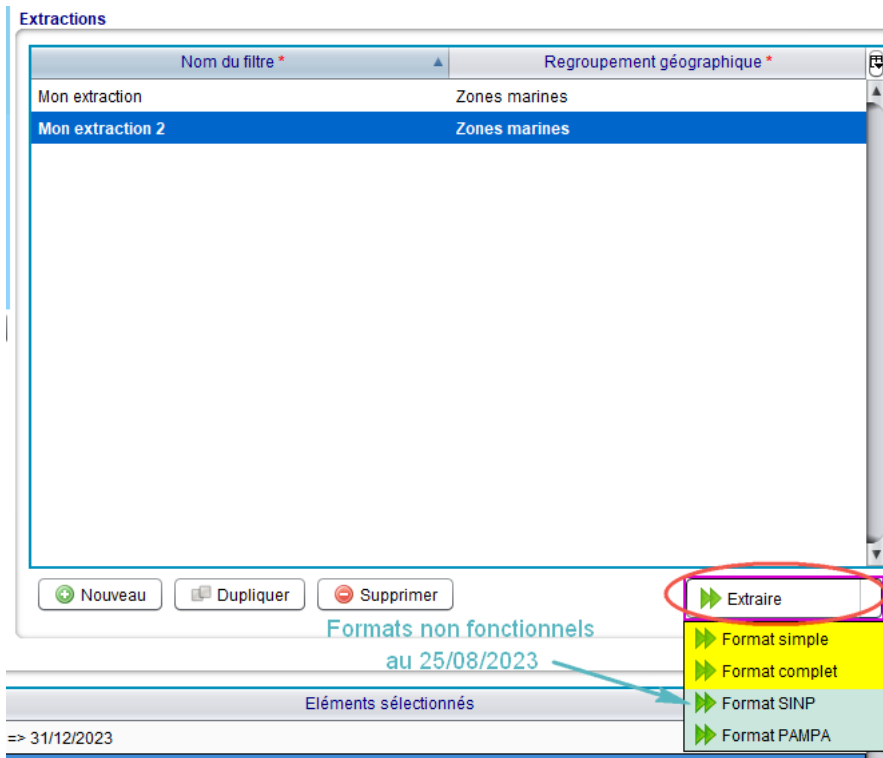 Extractions
Nom du filtre * Regroupement géographique *
Mon extraction Zones marines
Mon extraction 2 Zones marines
Nouveau Dupliquer Supprimer Extraire
Formats non fonctionnels
au 25/08/2023
Format simple
Format complet
Format SINP
Format PAMPA
Eléments sélectionnés
=> 31/12/2023